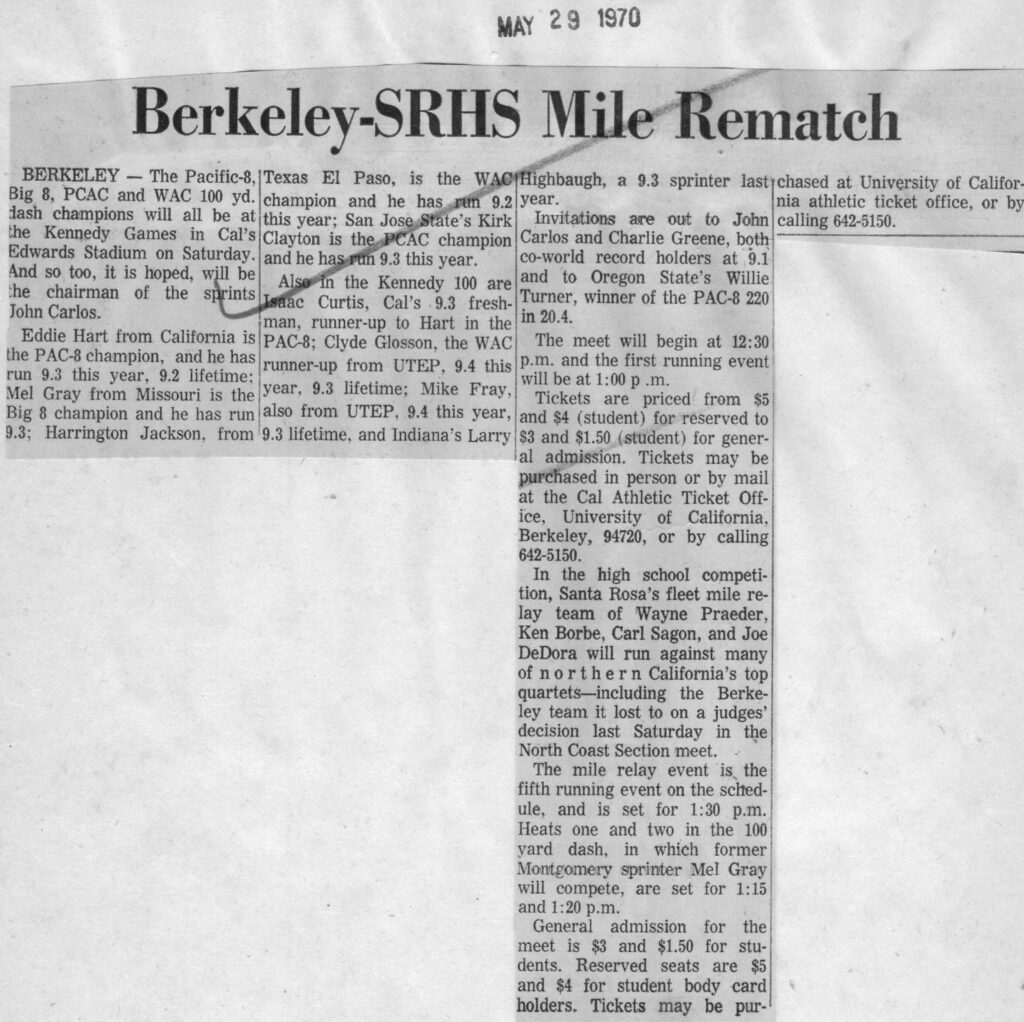 MAY 29 1970
Berkeley-SRHS Mile Rematch
BERKELEY — The Pacific-8,
Big 8, PCAC and WAC 100 yd.
dash champions will all be at
the Kennedy Games in Cal's
Edwards Stadium on Saturday.
And so too, it is hoped, will be
the chairman of the sprints
John Carlos.
Eddie Hart from California is
the PAC-8 champion, and he has
run 9.3 this year, 9.2 lifetime;
Mel Gray from Missouri is the
Big 8 champion and he has run
9.3; Harrington Jackson, from
Texas El Paso, is the WAC
champion and he has run 9.2
this year; San Jose State's Kirk
Clayton is the PCAC champion
and he has run 9.3 this year.
Also in the Kennedy 100 are
Isaac Curtis, Cal's 9.3 fresh-
man, runner-up to Hart in the
PAC-8; Clyde Glosson, the WAC
runner-up from UTEP, 9.4 this
year, 9.3 lifetime; Mike Fray,
also from UTEP, 9.4 this year,
9.3 lifetime, and Indiana's Larry
Highbaugh, a 9.3 sprinter last
year.
Invitations are out to John
Carlos and Charlie Greene, both
co-world record holders at 9.1
and to Oregon State's Willie
Turner, winner of the PAC-8 220
in 20.4.
The meet will begin at 12:30
p.m. and the first running event
will be at 1:00 p .m.
Tickets are priced from $5
and $4 (student) for reserved to
$3 and $1.50 (student) for gener-
al admission. Tickets may be
purchased in person or by mail
at the Cal Athletic Ticket Off-
ice, University of California,
Berkeley, 94720, or by calling
642-5150.
In the high school competi-
tion, Santa Rosa's fleet mile re-
lay team of Wayne Praeder,
Ken Borbe, Carl Sagon, and Joe
DeDora will run against many
of n o r t h e r n California's top
quartets—including the Berke-
ley team it lost to on a judges'
decision last Saturday in the
North Coast Section meet.
The mile relay event is the
fifth running event on the sched-
ule, and is set for 1:30 p.m.
Heats one and two in the 100
yard dash, in which former
Montgomery sprinter Mel Gray
will compete, are set for 1:15
and 1:20 p.m.
General admission for the
meet is $3 and $1.50 for stu-
dents. Reserved seats are $5
and $4 for student body card
holders. Tickets may be pur-
chased at University of Califor-
nia athletic ticket office, or by
calling 642-5150.